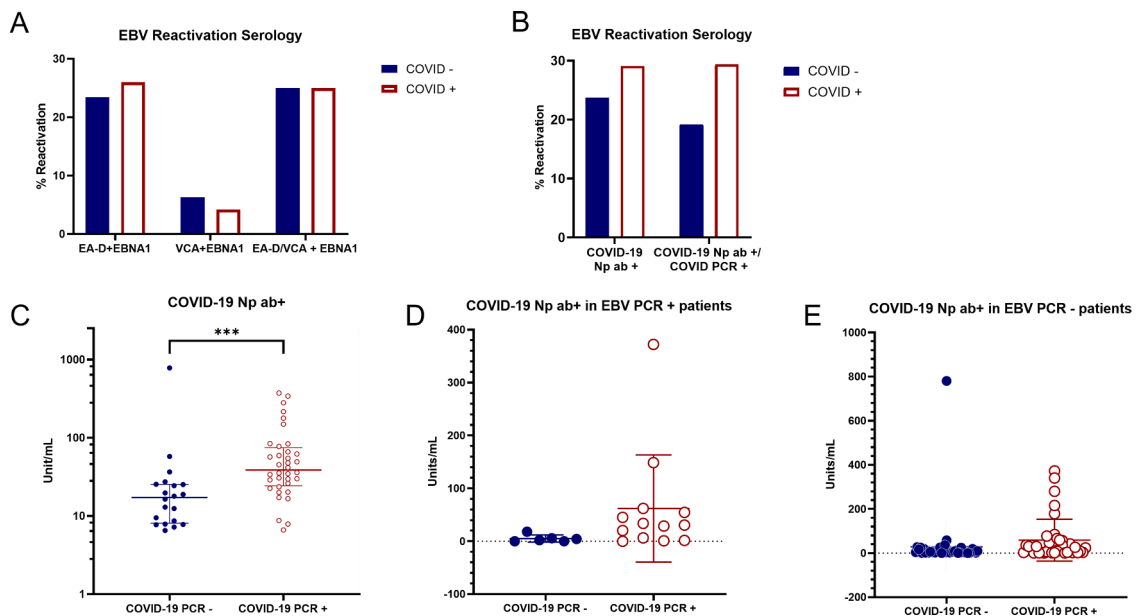 A
EBV Reactivation Serology
% Reactivation
30
20
10
0
EA-D+EBNA1
VCA+EBNA1
EA-D/VCA + EBNA1
COVID -
COVID +
B
EBV Reactivation Serology
% Reactivation
30
20
10
0
COVID-19
Np ab +
COVID-19 Np ab +/
COVID PCR +
COVID -
COVID +
C
COVID-19 Np ab+
***
Unit/mL
1000
100
10
1
COVID-19 PCR -
COVID-19 PCR +
D
COVID-19 Np ab+ in EBV PCR + patients
Units/mL
400
300
200
100
0
-100
COVID-19 PCR -
COVID-19 PCR +
E
COVID-19 Np ab+ in EBV PCR - patients
Units/mL
1000
800
600
400
200
0
-200
COVID-19 PCR -
COVID-19 PCR +